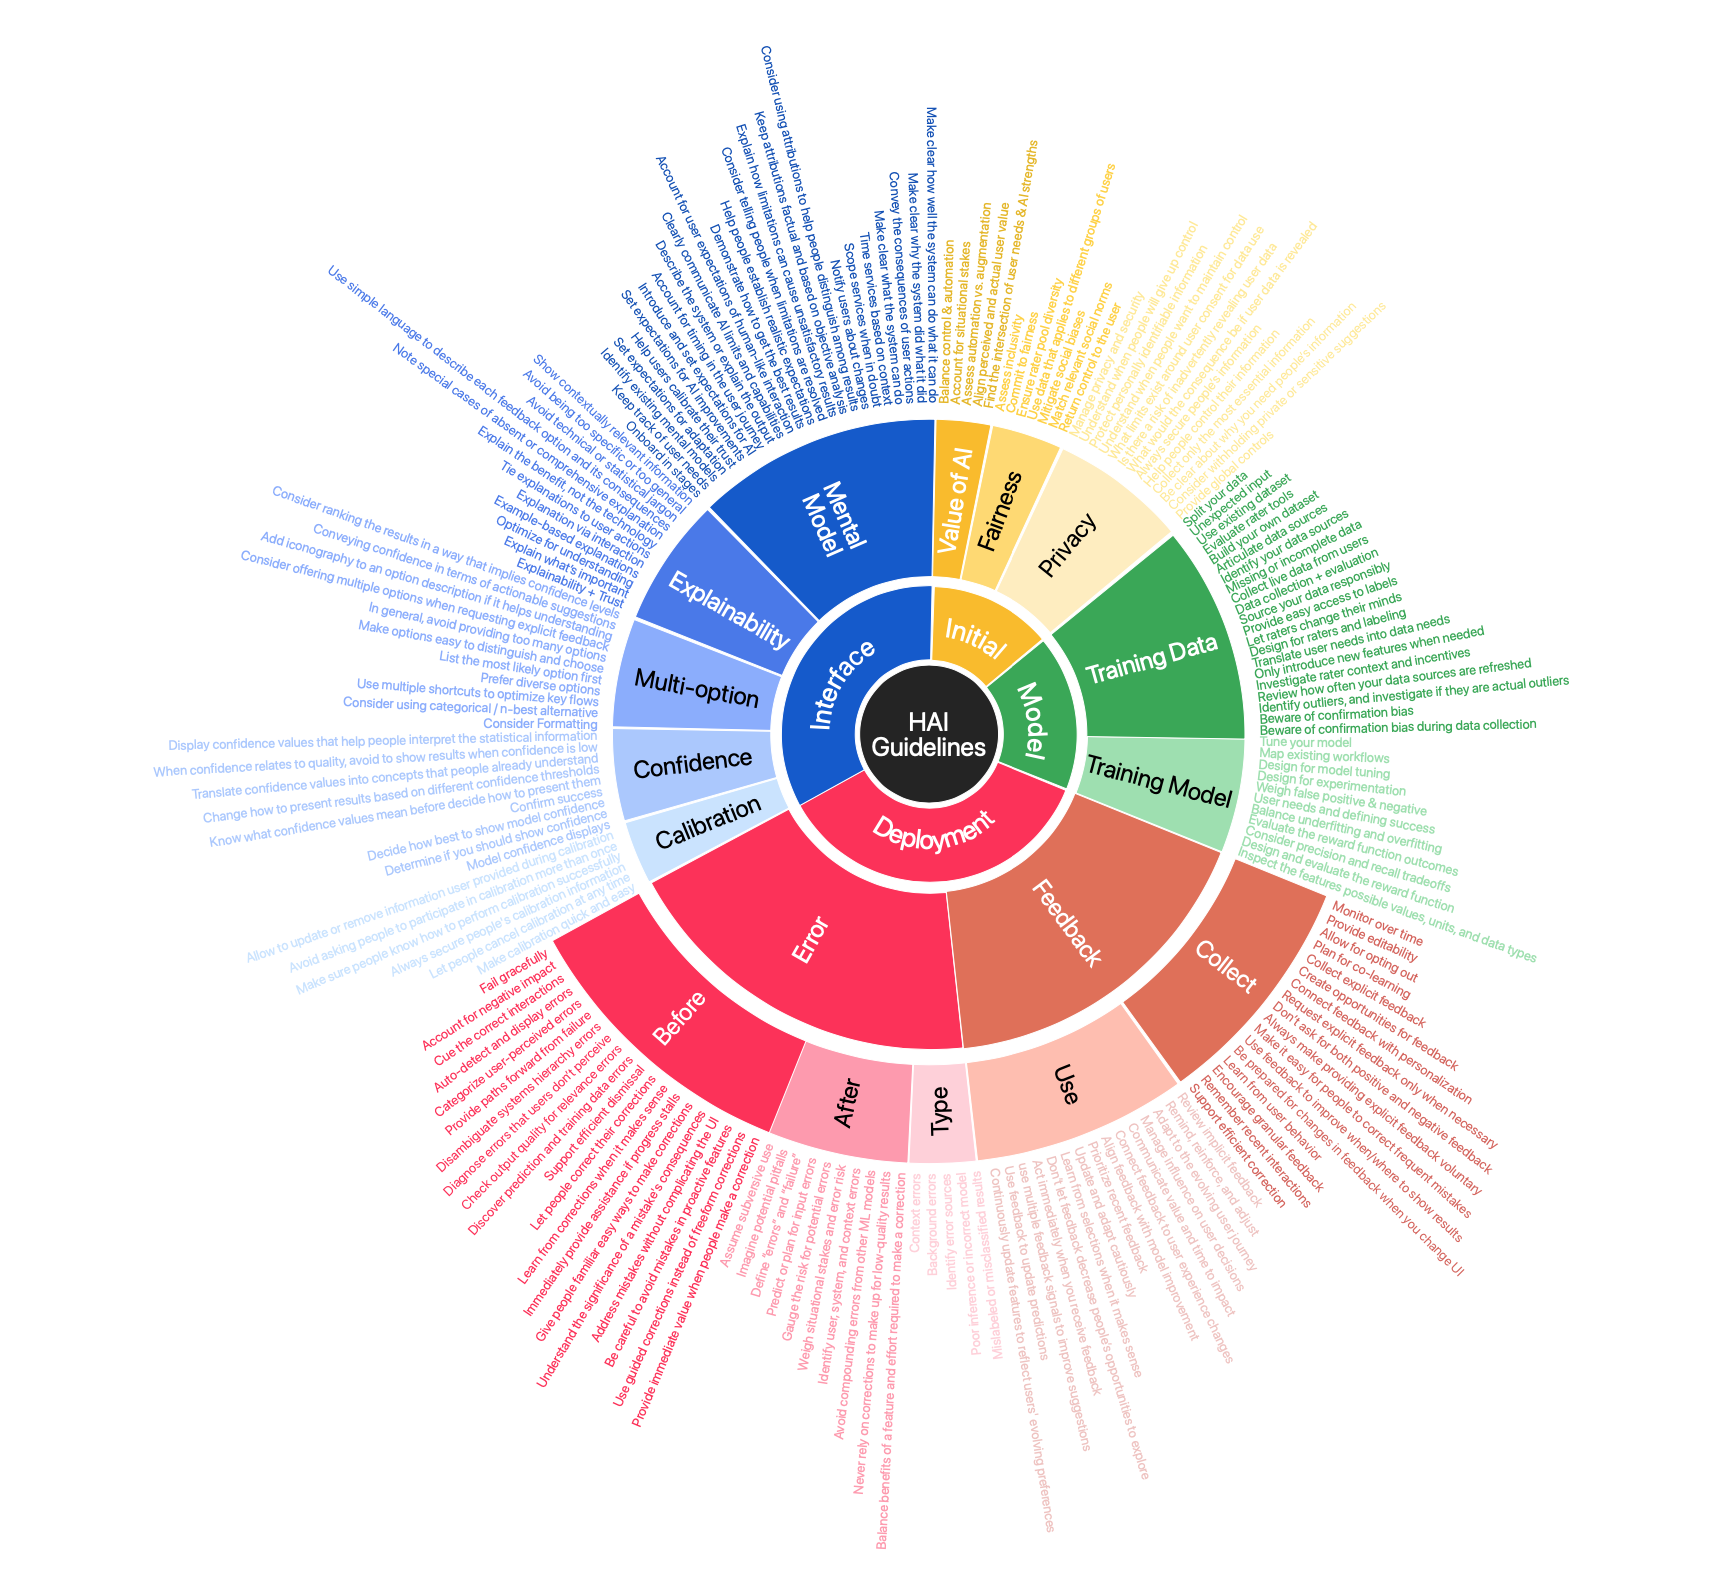 HAI
Guidelines
Initial
Model
Deployment
Interface
Value of AI
Fairness
Privacy
Training Data
Training Model
Feedback
Error
Collect
Use
Type
After
Before
Calibration
Confidence
Multi-option
Explainability
Mental
Model
Balance control & automation
Account for situational stakes
Assess automation vs. augmentation
Align perceived and actual user value
Find the intersection of user needs & AI strengths
Assess inclusivity
Commit to fairness
Ensure rater pool diversity
Use data that applies to different groups of users
Mitigate social biases
Match relevant social norms
Return control to the user
Manage privacy and security
Understand when people will give up control
Protect personally identifiable information
Understand when people want to maintain control
What limits exist around user consent for data use
Is there a risk of inadvertently revealing user data
What would the consequence be if user data is revealed
Always secure people's information
Help people control their information
Collect only the most essential information
Be clear about why you need people's information
Consider withholding private or sensitive suggestions
Provide global controls
Split your data
Unexpected input
Use existing dataset
Evaluate rater tools
Build your own dataset
Articulate data sources
Identify your data sources
Missing or incomplete data
Collect live data from users
Data collection + evaluation
Source your data responsibly
Provide easy access to labels
Let raters change their minds
Design for raters and labeling
Translate user needs into data needs
Only introduce new features when needed
Investigate rater context and incentives
Review how often your data sources are refreshed
Identify outliers, and investigate if they are actual outliers
Beware of confirmation bias
Beware of confirmation bias during data collection
Tune your model
Map existing workflows
Design for model tuning
Design for experimentation
Weigh false positive & negative
User needs and defining success
Balance underfitting and overfitting
Evaluate the reward function outcomes
Consider precision and recall tradeoffs
Design and evaluate the reward function
Inspect the features possible values, units, and data types
Monitor over time
Provide editability
Allow for opting out
Plan for co-learning
Collect explicit feedback
Create opportunities for feedback
Connect feedback with personalization
Request explicit feedback only when necessary
Don't ask for both positive and negative feedback
Always make providing explicit feedback voluntary
Make it easy for people to correct frequent mistakes
Use feedback to improve when/where to show results
Be prepared for changes in feedback when you change UI
Learn from user behavior
Encourage granular feedback
Remember recent interactions
Support efficient correction
Review implicit feedback
Remind, reinforce, and adjust
Adapt to the evolving user journey
Manage influence on user decisions
Communicate value and time to impact
Connect feedback to user experience changes
Align feedback with model improvement
Prioritize recent feedback
Update and adapt cautiously
Learn from selections when it makes sense
Don't let feedback decrease people's opportunities to explore
Act immediately when you receive feedback
use multiple feedback signals to improve suggestions
Use feedback to update predictions
Continuously update features to reflect users' evolving preferences
Mislabeled or misclassified results
Poor inference or incorrect model
Identify error sources
Background errors
Context errors
Balance benefits of a feature and effort required to make a correction
Never rely on corrections to make up for low-quality results
Avoid compounding errors from other ML models
Identify user, system, and context errors
Weigh situational stakes and error risk
Gauge the risk for potential errors
Predict or plan for input errors
Define "errors" and "failure"
Imagine potential pitfalls
Assume subversive use
Provide immediate value when people make a correction
Use guided corrections instead of freeform corrections
Be careful to avoid mistakes in proactive features
Address mistakes without complicating the UI
Understand the significance of a mistake's consequences
Give people familiar easy ways to make corrections
Immediately provide assistance if progress stalls
Learn from corrections when it makes sense
Let people correct their corrections
Support efficient dismissal
Discover prediction and training data errors
Check output quality for relevance errors
Diagnose errors that users don't perceive
Disambiguate systems hierarchy errors
Provide paths forward from failure
Categorize user-perceived errors
Auto-detect and display errors
Cue the correct interactions
Account for negative impact
Fail gracefully
Make calibration quick and easy
Let people cancel calibration at any time
Always secure people's calibration information
Make sure people know how to perform calibration successfully
Avoid asking people to participate in calibration more than once
Allow to update or remove information user provided during calibration
Model confidence displays
Determine if you should show confidence
Decide how best to show model confidence
Confirm success
Know what confidence values mean before decide how to present them
Change how to present results based on different confidence thresholds
Translate confidence values into concepts that people already understand
When confidence relates to quality, avoid to show results when confidence is low
Display confidence values that help people interpret the statistical information
Consider Formatting
Consider using categorical / n-best alternative
Use multiple shortcuts to optimize key flows
Prefer diverse options
List the most likely option first
Make options easy to distinguish and choose
In general, avoid providing too many options
Consider offering multiple options when requesting explicit feedback
Add iconography to an option description if it helps understanding
Conveying confidence in terms of actionable suggestions
Consider ranking the results in a way that implies confidence levels
Explainability + Trust
Explain what's important
Optimize for understanding
Example-based explanations
Explanation via interaction
Tie explanations to user actions
Explain the benefit, not the technology
Note special cases of absent or comprehensive explanation
Use simple language to describe each feedback option and its consequences
Avoid technical or statistical jargon
Avoid being too specific or too general
Show contextually relevant information
Onboard in stages
Keep track of user needs
Identify existing mental models
Set expectations for adaptation
Help users calibrate their trust
Set expectations for AI improvements
Introduce and set expectations for AI
Account for timing in the user journey
Describe the system or explain the output
Clearly communicate AI limits and capabilities
Account for user expectations of human-like interaction
Demonstrate how to get the best results
Help people establish realistic expectations
Consider telling people when limitations are resolved
Explain how limitations can cause unsatisfactory results
Keep attributions factual and based on objective analysis
Consider using attributions to help people distinguish among results
Notify users about changes
Scope services when in doubt
Time services based on context
Make clear what the system can do
Convey the consequences of user actions
Make clear why the system did what it did
Make clear how well the system can do what it can do